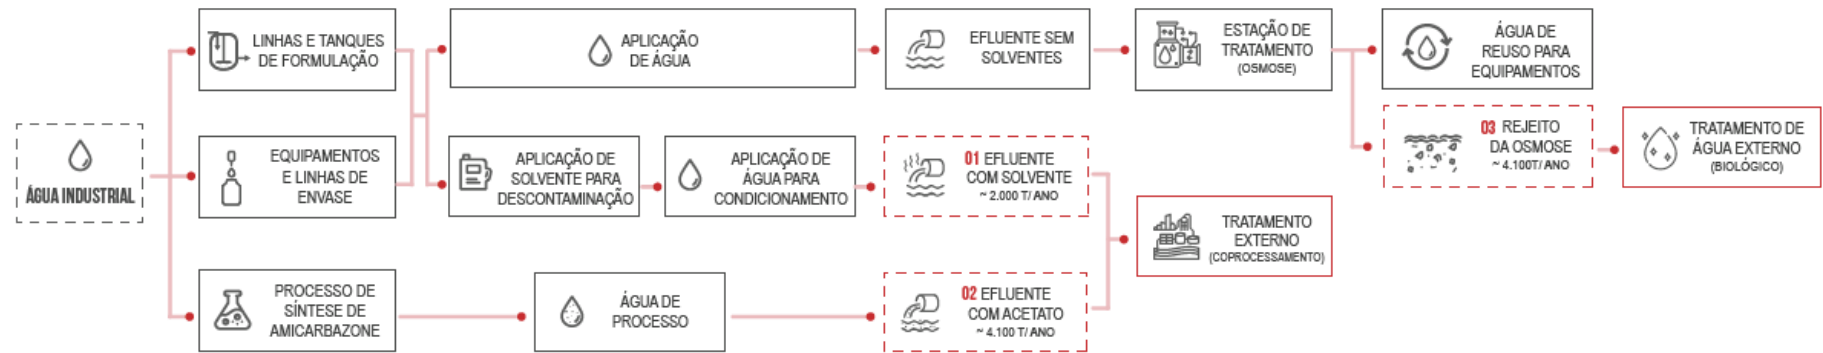 ÁGUA INDUSTRIAL
LINHAS E TANQUES
DE FORMULAÇÃO
EQUIPAMENTOS
E LINHAS DE
ENVASE
PROCESSO DE
SÍNTESE DE
AMICARBAZONE
APLICAÇÃO
DE ÁGUA
APLICAÇÃO DE
SOLVENTE PARA
DESCONTAMINAÇÃO
APLICAÇÃO DE
ÁGUA PARA
CONDICIONAMENTO
ÁGUA DE
PROCESSO
EFLUENTE SEM
SOLVENTES
01 EFLUENTE
COM SOLVENTE
~ 2.000 T/ ANO
02 EFLUENTE
COM ACETATO
~ 4.100 T/ ANO
ESTAÇÃO DE
TRATAMENTO
(OSMOSE)
TRATAMENTO
EXTERNO
(COPROCESSAMENTO)
ÁGUA DE
REUSO PARA
EQUIPAMENTOS
03 REJEITO
DA OSMOSE
~ 4.100T/ ANO
TRATAMENTO DE
ÁGUA EXTERNO
(BIOLÓGICO)